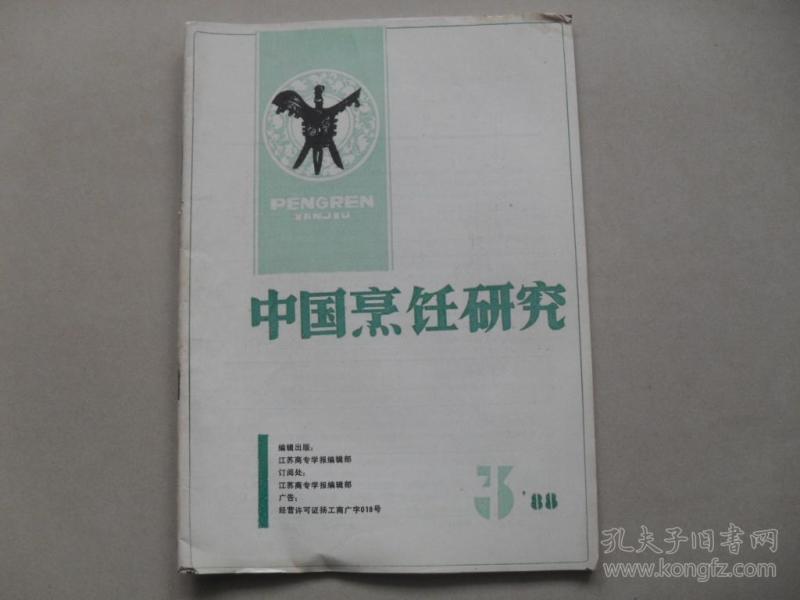 PENGREN
YANJIU
中国烹饪研究
编辑出版：
江苏商专学报编辑部
订阅处：
江苏商专学报编辑部
广告：
经营许可证扬工商广字018号
3 '88
孔夫子旧书网
www.kongfz.com